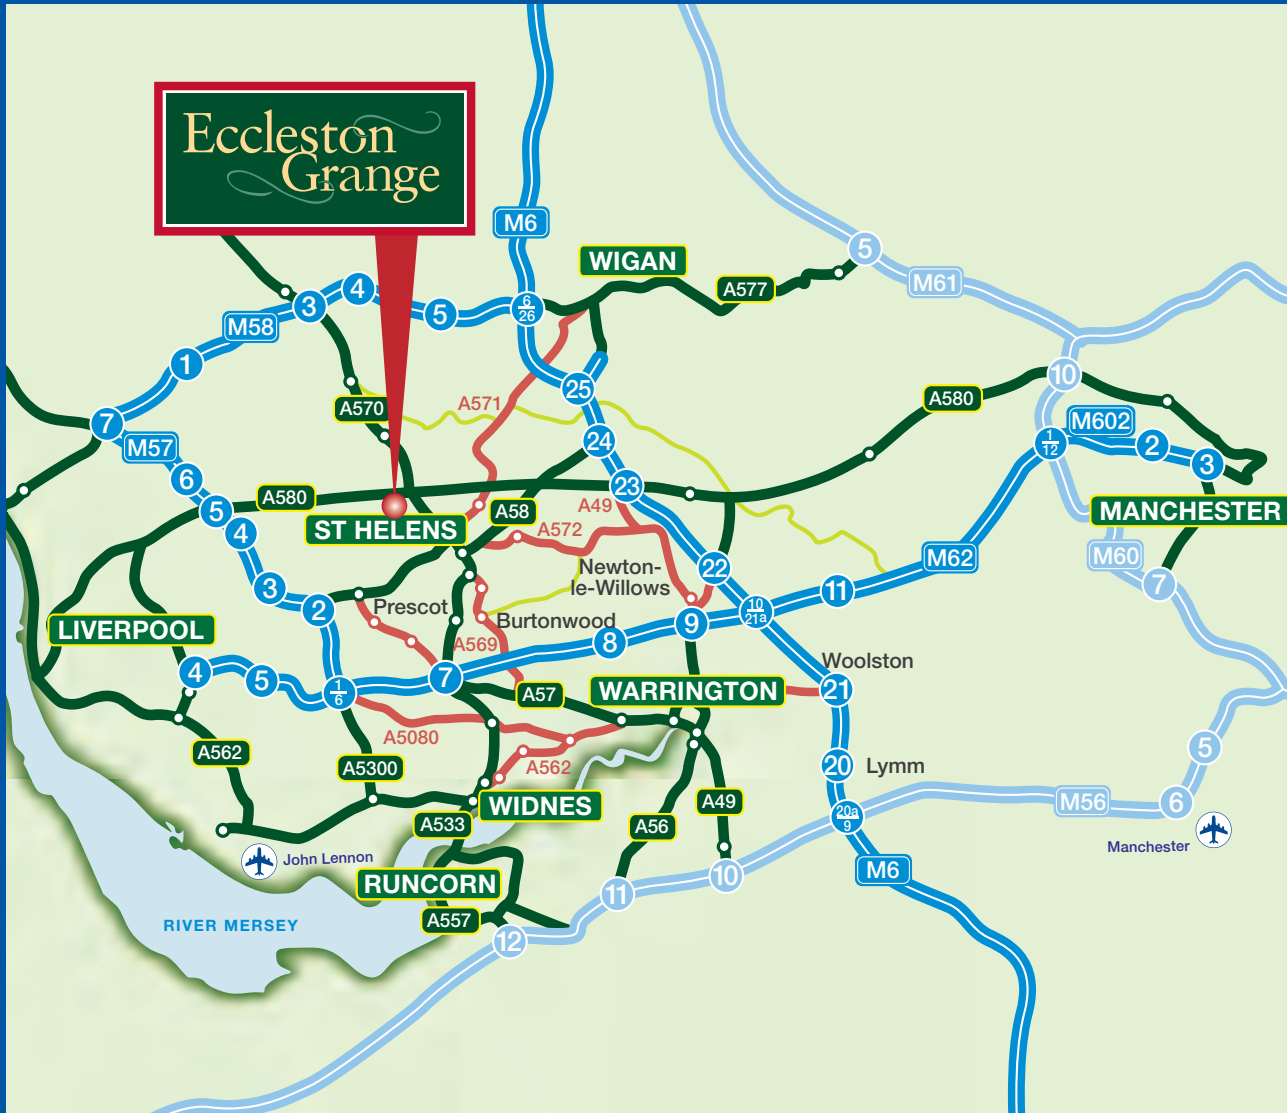 Eccleston
Grange
M6
WIGAN
5
A577
M61
4
3
5
6
26
M58
1
25
10
A571
A580
A570
7
M57
24
1
12
M602
2
3
6
23
A580
5
A49
A58
MANCHESTER
ST HELENS
4
A572
M62
M60
Newton-
le-Willows
22
7
3
11
2
Prescot
10
21a
LIVERPOOL
Burtonwood
9
8
A569
Woolston
4
5
7
1
6
A57
WARRINGTON
21
A5080
A562
A5300
A562
20
Lymm
5
WIDNES
A49
M56
6
20a
9
A533
A56
Manchester
John Lennon
M6
RUNCORN
10
11
A557
RIVER MERSEY
12